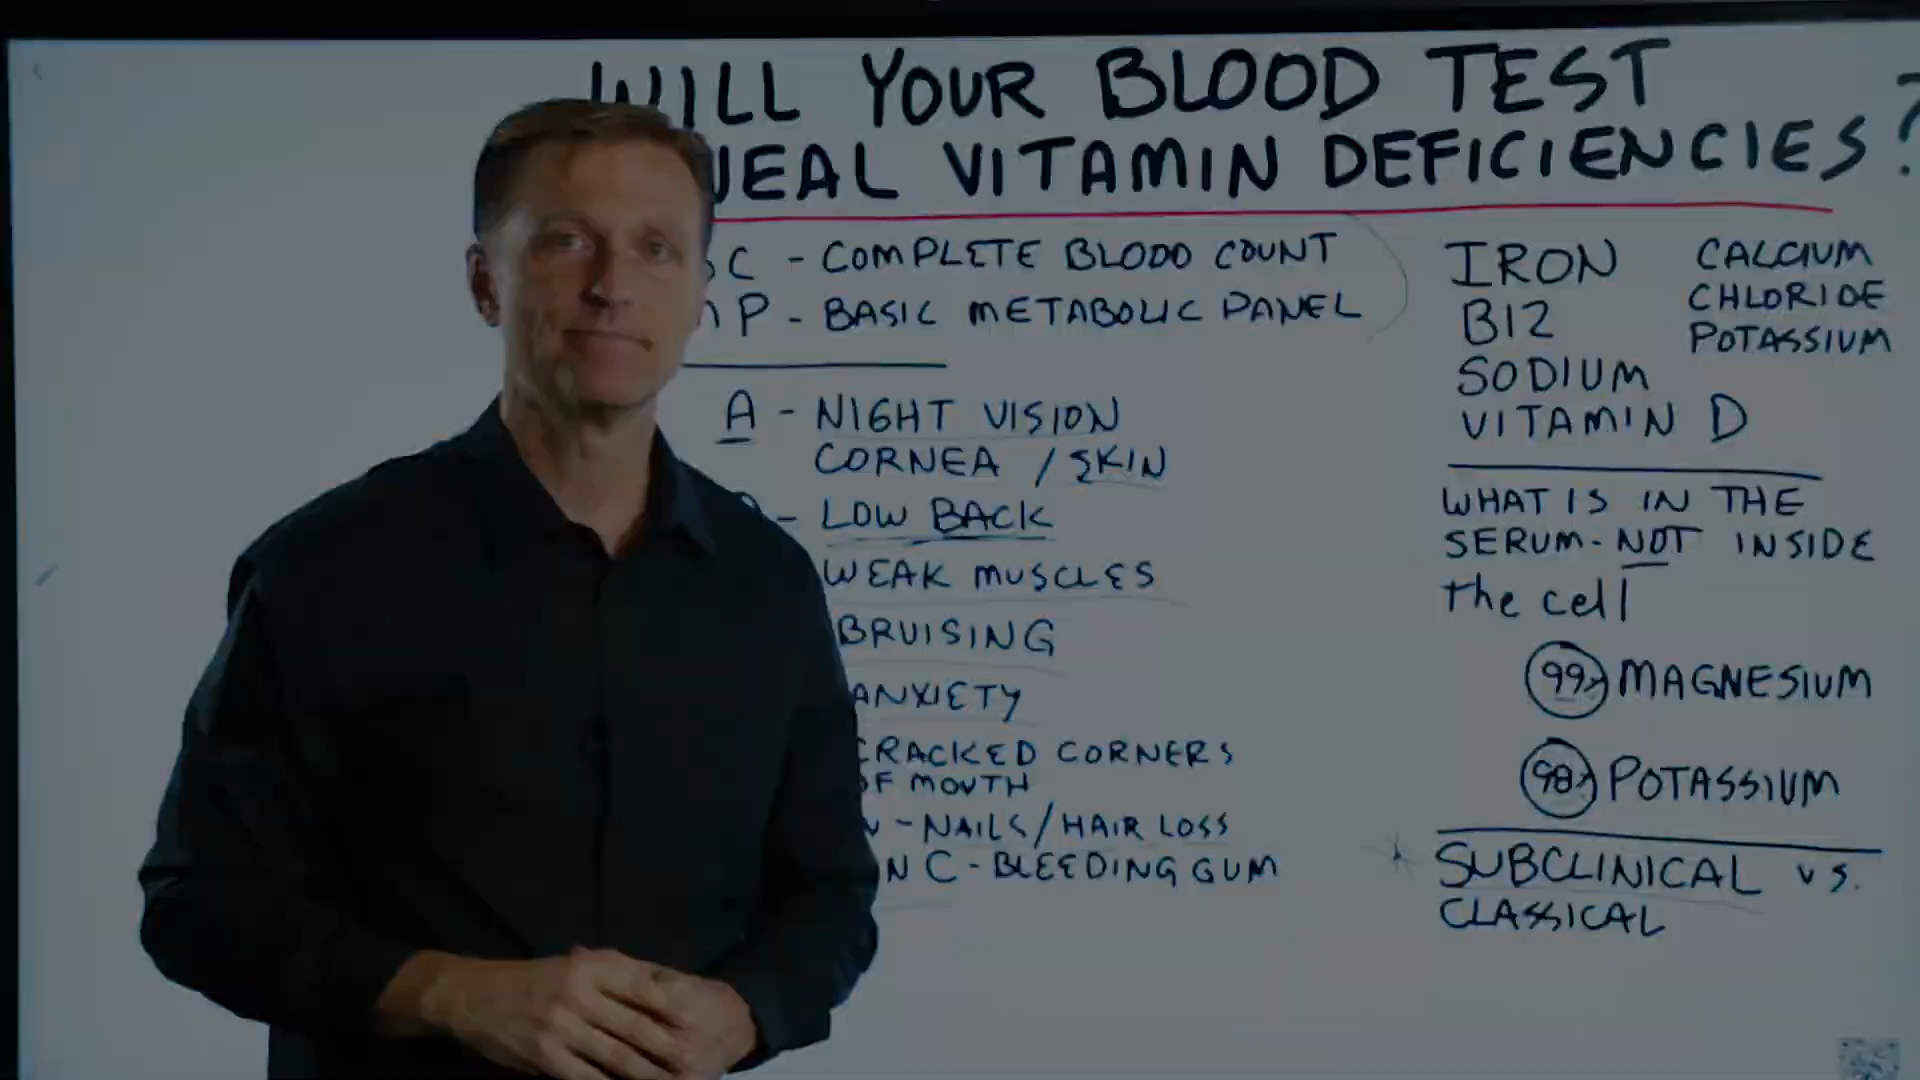 WILL YOUR BLOOD TEST
VEAL VITAMIN DEFICIENCIES?
C - COMPLETE BLOOD COUNT
P - BASIC METABOLIC PANEL
A - NIGHT VISION
CORNEA / SKIN
- LOW BACK
WEAK MUSCLES
BRUISING
ANXIETY
CRACKED CORNERS
OF MOUTH
N - NAILS/HAIR LOSS
N C - BLEEDING GUM
IRON
B12
SODIUM
VITAMIN D
CALCIUM
CHLORIDE
POTASSIUM
WHAT IS IN THE
SERUM - NOT INSIDE
the cell
99% MAGNESIUM
98% POTASSIUM
SUBCLINICAL vs.
CLASSICAL